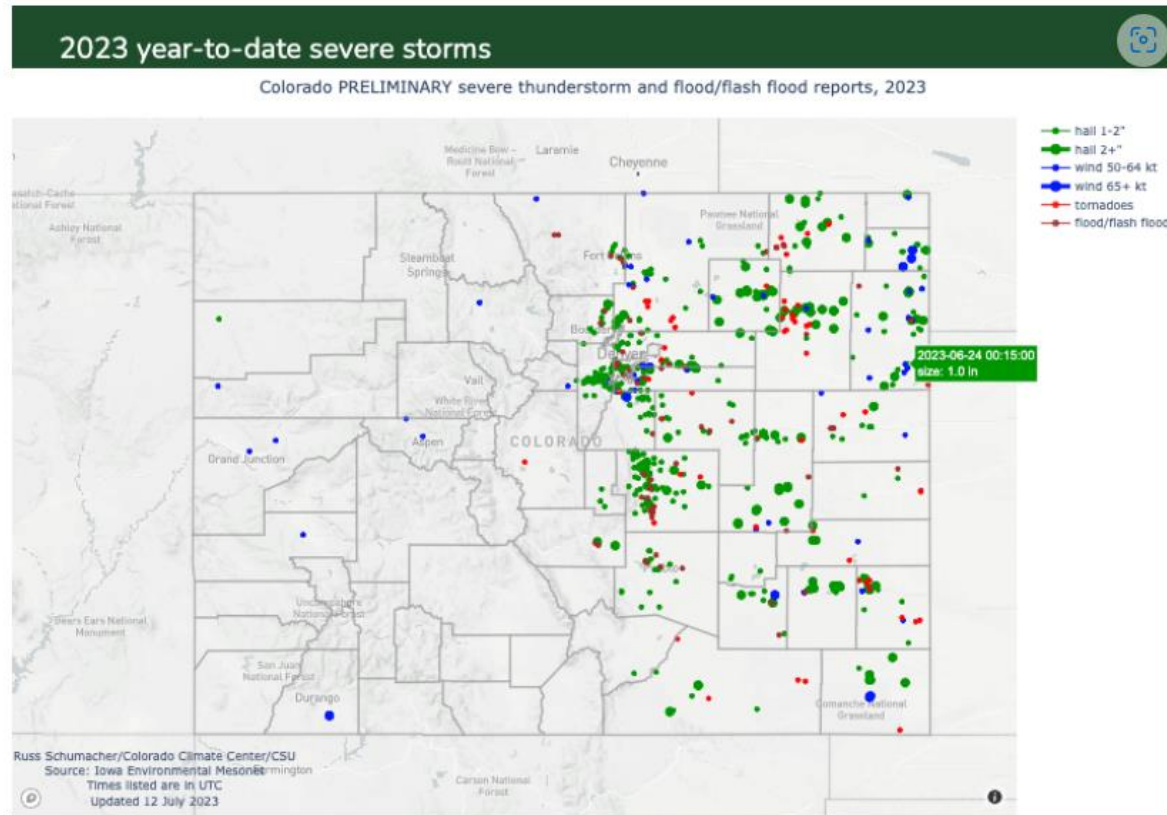 2023 year-to-date severe storms
Colorado PRELIMINARY severe thunderstorm and flood/flash flood reports, 2023
hail 1-2"
hail 2+"
wind 50-64 kt
wind 65+ kt
tornadoes
flood/flash flood
Medicine Bow -
Routt National
Forest
Laramie
Cheyenne
National Forest
Ashley National
Forest
Pawnee National
Grassland
Steamboat
Springs
Fort
Denver
2023-06-24 00:15:00
size: 1.0 in
Vail
White River
National Forest
Aspen
COLORADO
Grand Junction
Uncompahgre
National Forest
Bears Ears National
Monument
San Juan
National Forest
Durango
Comanche National
Grassland
Russ Schumacher/Colorado Climate Center/CSU
Source: Iowa Environmental Mesonet
Times listed are in UTC
Updated 12 July 2023
Carson National
Forest